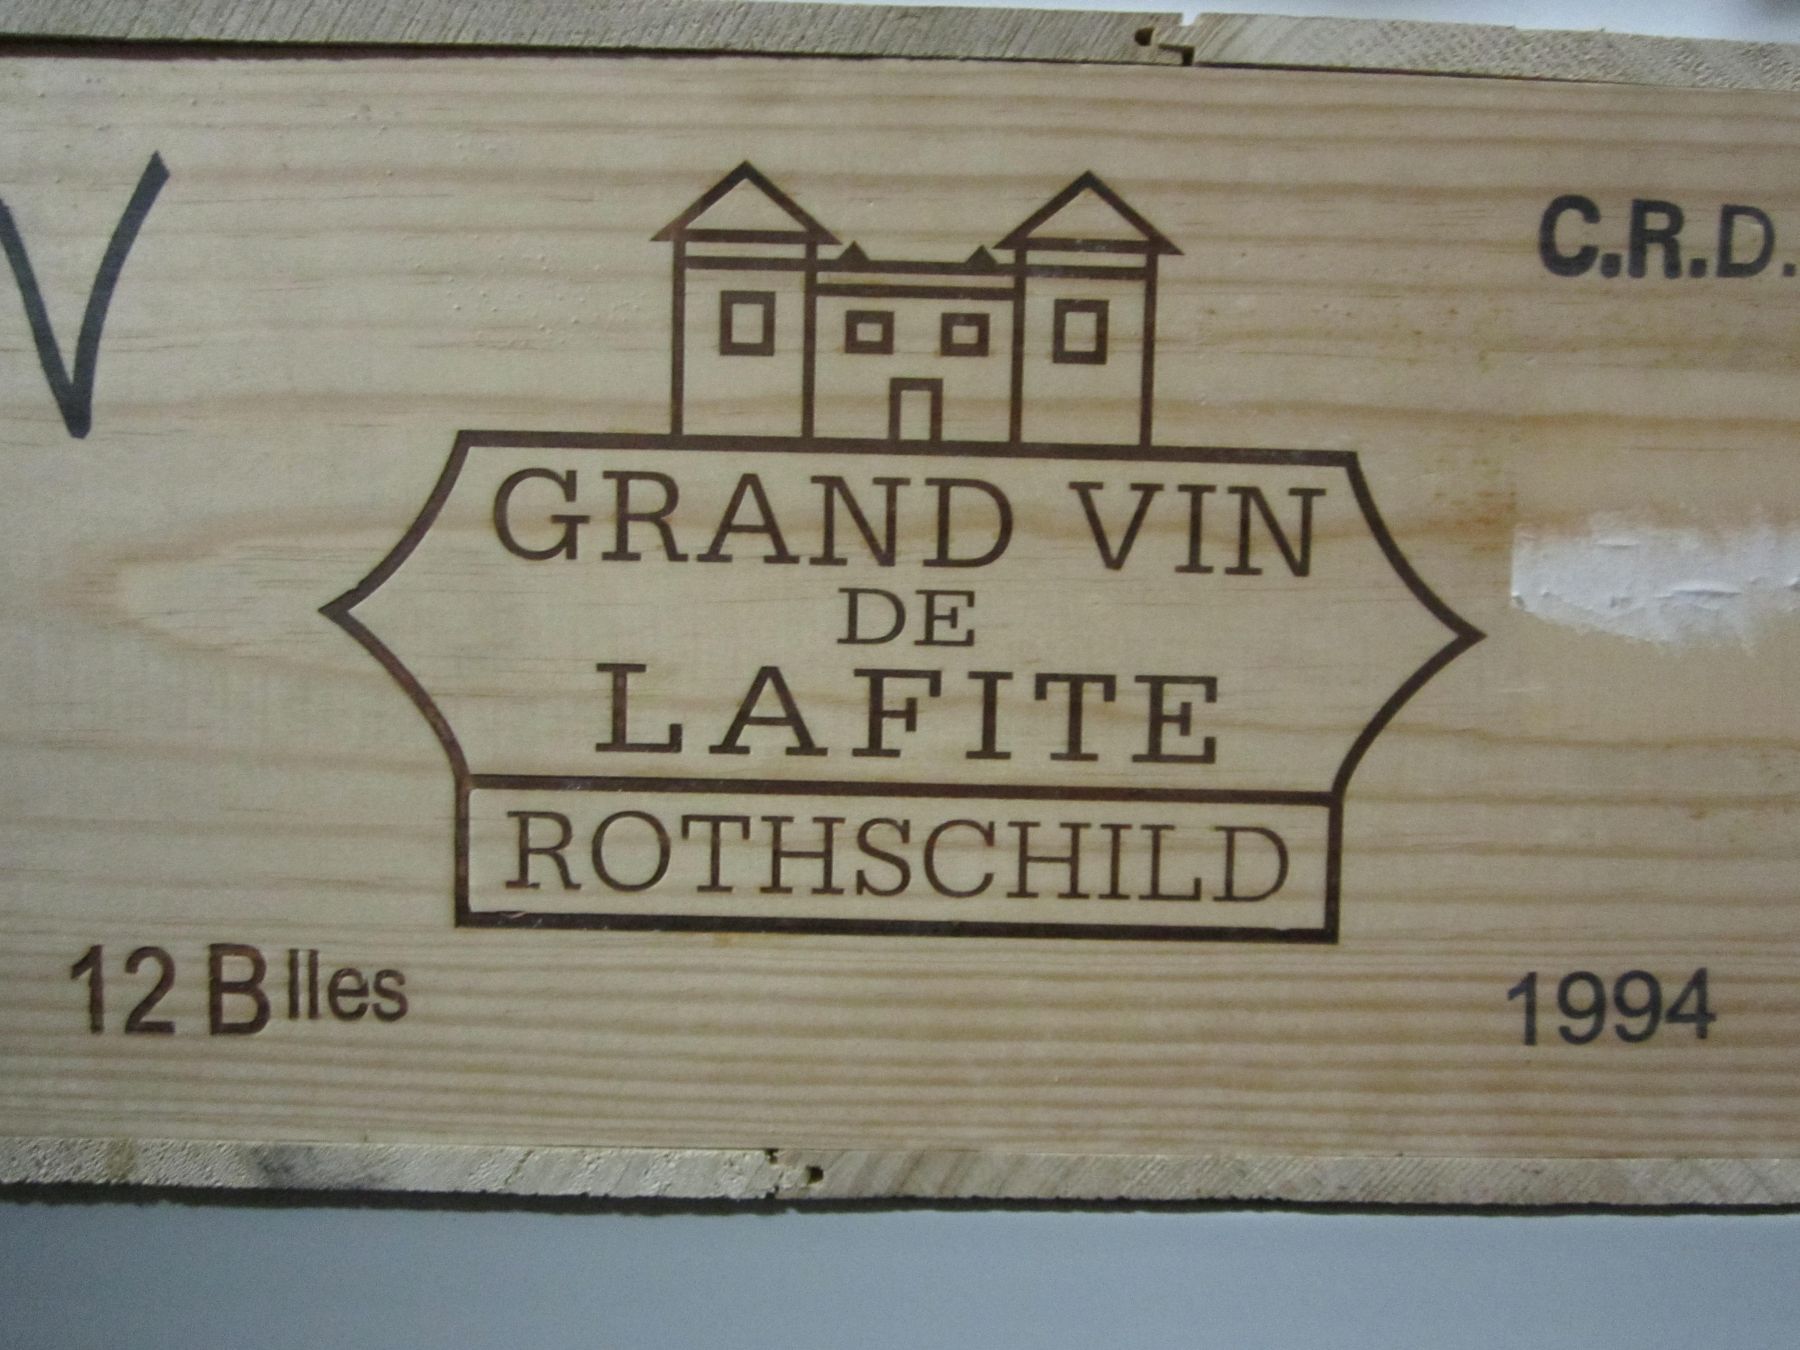 V
C.R.D.
GRAND VIN
DE
LAFITE
ROTHSCHILD
12 Blles
1994